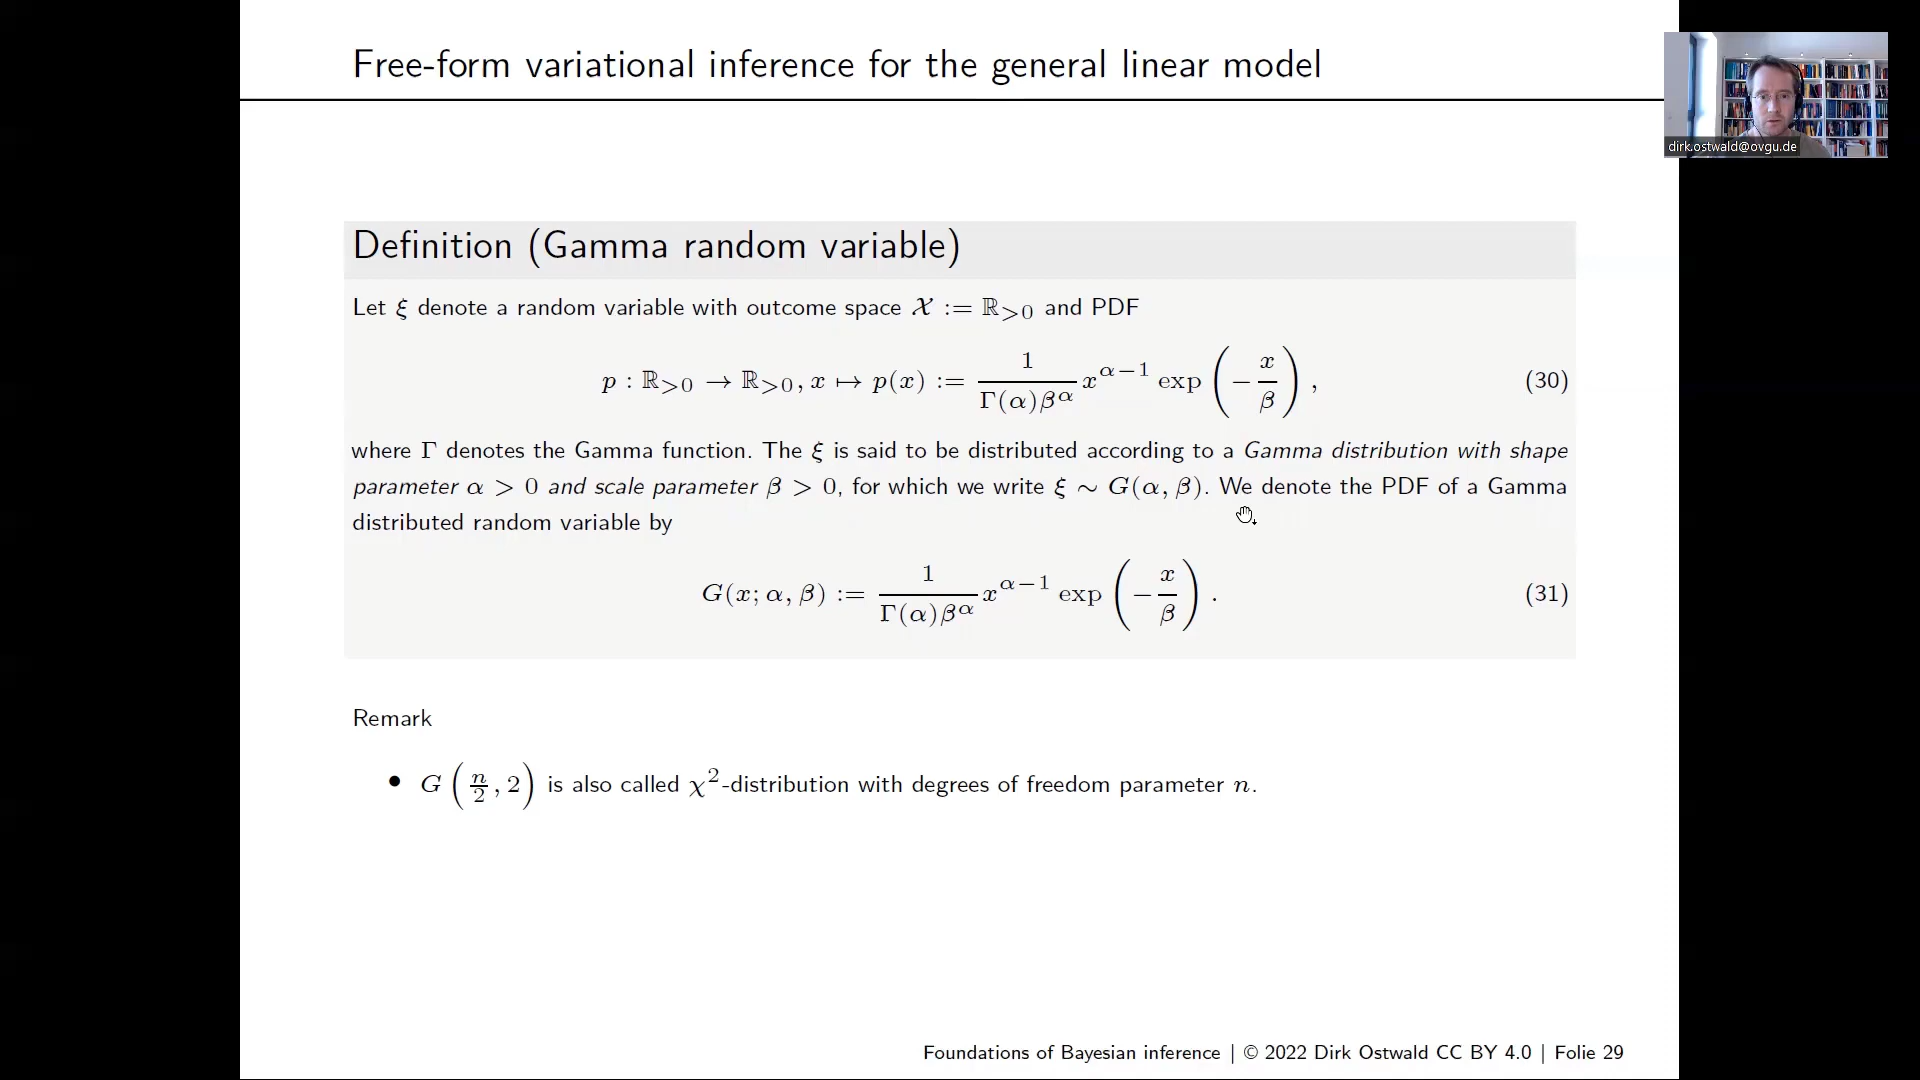 Free-form variational inference for the general linear model
dirk.ostwald@ovgu.de
Definition (Gamma random variable)
Let ξ denote a random variable with outcome space 𝒳 := ℝ>0 and PDF
p : ℝ>0 → ℝ>0, x ↦ p(x) := 1/(Γ(α)β^α) x^(α−1) exp(−x/β), (30)
where Γ denotes the Gamma function. The ξ is said to be distributed according to a Gamma distribution with shape
parameter α > 0 and scale parameter β > 0, for which we write ξ ∼ G(α, β). We denote the PDF of a Gamma
distributed random variable by
G(x; α, β) := 1/(Γ(α)β^α) x^(α−1) exp(−x/β). (31)
Remark
• G(n/2, 2) is also called χ²-distribution with degrees of freedom parameter n.
Foundations of Bayesian inference | © 2022 Dirk Ostwald CC BY 4.0 | Folie 29